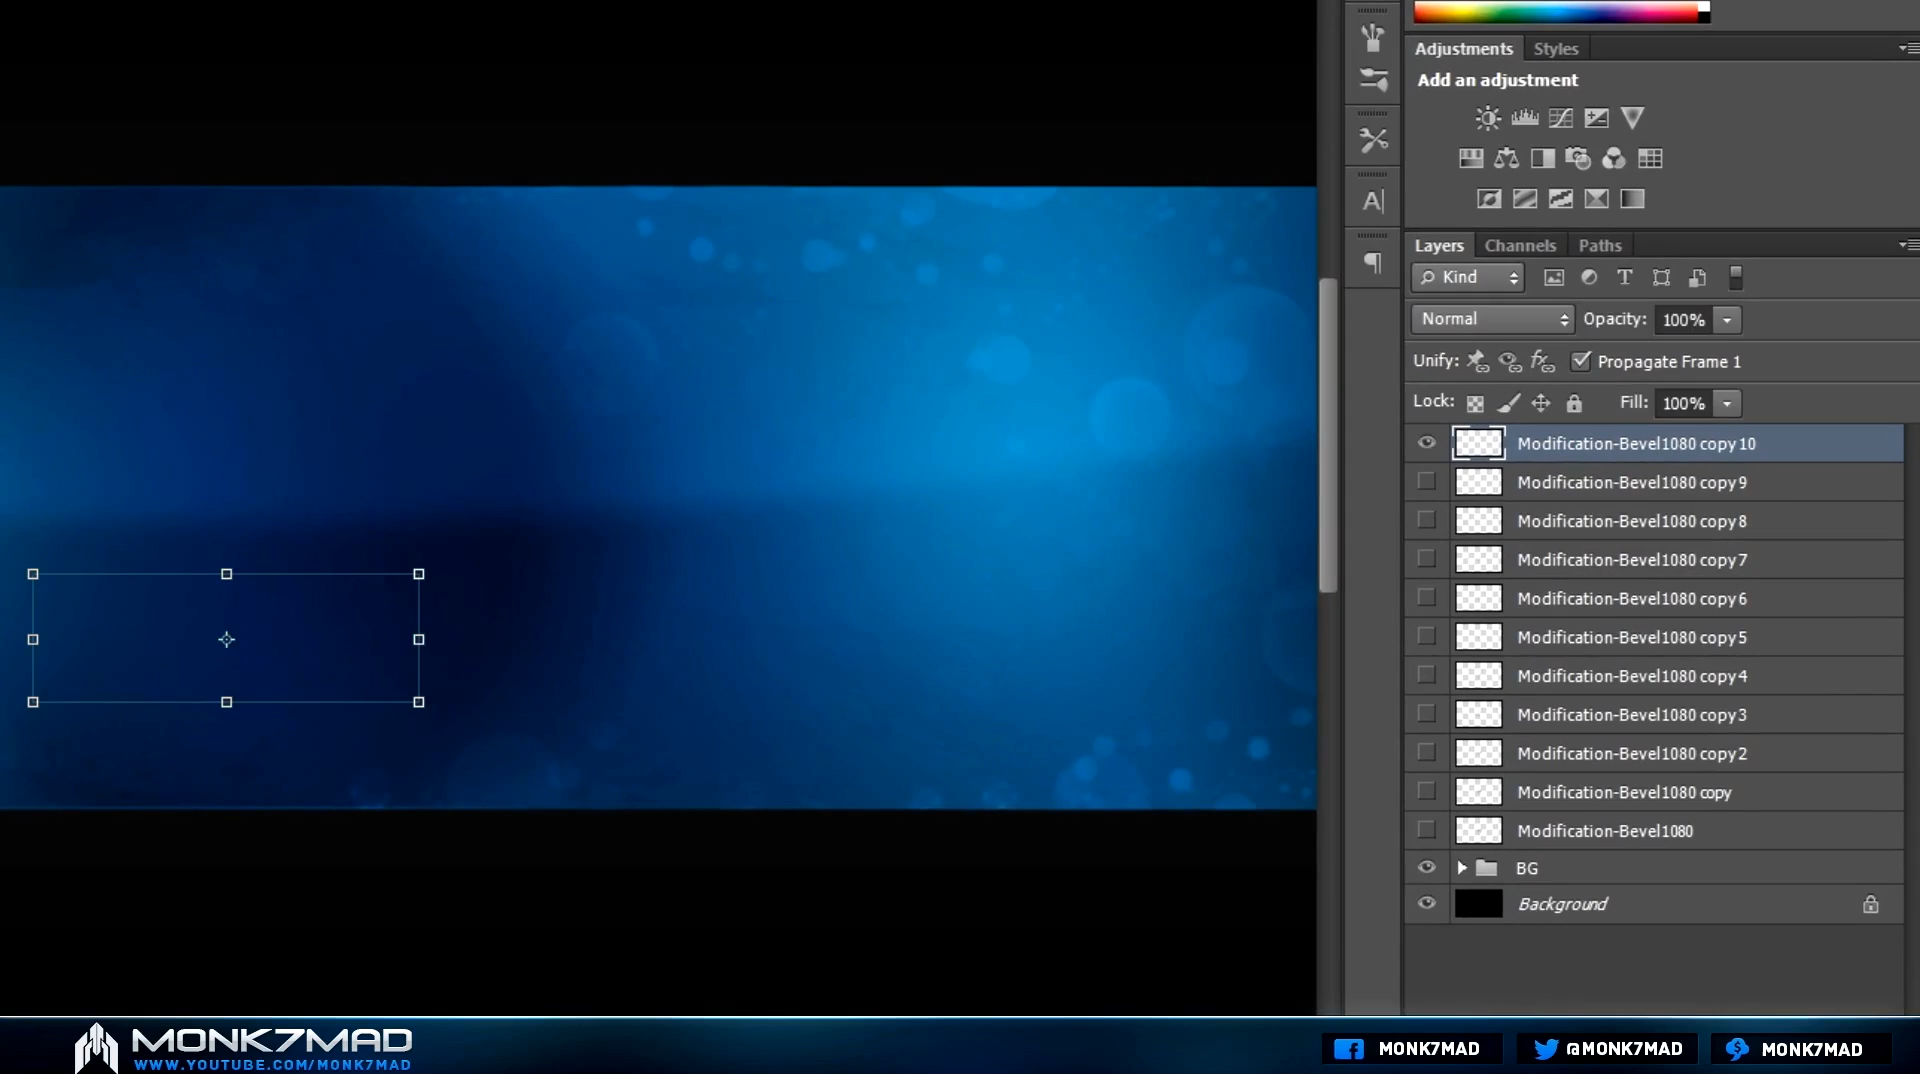 Adjustments Styles
Add an adjustment
A
Layers Channels Paths
Kind T
Normal Opacity: 100%
Unify: Propagate Frame 1
Lock: Fill: 100%
Modification-Bevel1080 copy 10
Modification-Bevel1080 copy 9
Modification-Bevel1080 copy 8
Modification-Bevel1080 copy 7
Modification-Bevel1080 copy 6
Modification-Bevel1080 copy 5
Modification-Bevel1080 copy 4
Modification-Bevel1080 copy 3
Modification-Bevel1080 copy 2
Modification-Bevel1080 copy
Modification-Bevel1080
BG
Background
MONK7MAD
WWW.YOUTUBE.COM/MONK7MAD
MONK7MAD @MONK7MAD MONK7MAD